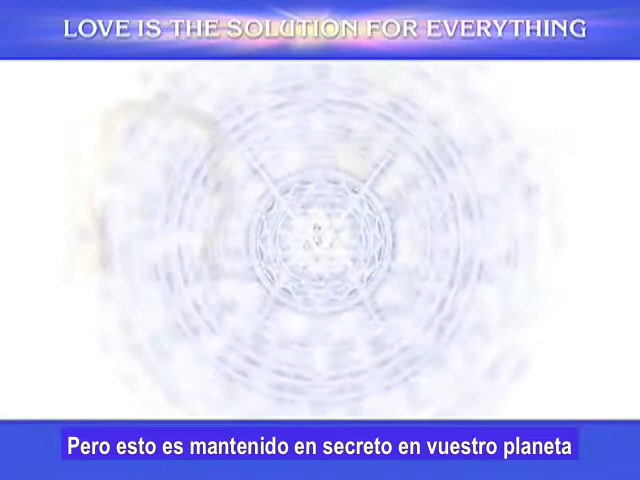 LOVE IS THE SOLUTION FOR EVERYTHING
Pero esto es mantenido en secreto en vuestro planeta